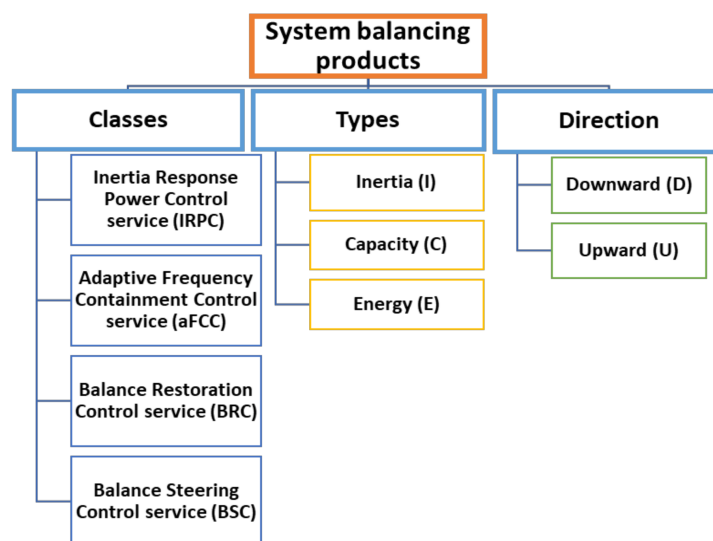 System balancing
products
Classes
Types
Direction
Inertia Response
Power Control
service (IRPC)
Adaptive Frequency
Containment Control
service (aFCC)
Balance Restoration
Control service (BRC)
Balance Steering
Control service (BSC)
Inertia (I)
Capacity (C)
Energy (E)
Downward (D)
Upward (U)